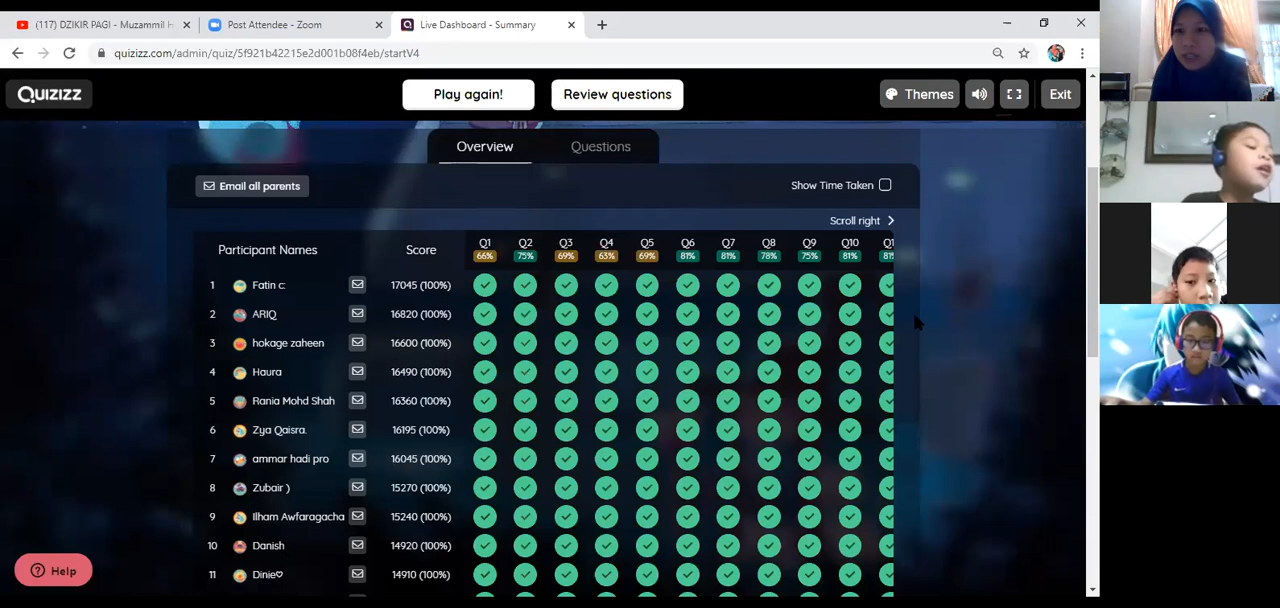 (117) DZIKIR PAGI - Muzammil H
Post Attendee - Zoom
Live Dashboard - Summary
quizizz.com/admin/quiz/5f921b42215e2d001b08f4eb/startV4
QUIZIZZ
Play again!
Review questions
Themes
Exit
Overview
Questions
Email all parents
Show Time Taken
Scroll right
Participant Names Score Q1 Q2 Q3 Q4 Q5 Q6 Q7 Q8 Q9 Q10
66% 75% 69% 63% 69% 81% 81% 78% 75% 81%
1 Fatin c: 17045 (100%)
2 ARIQ 16820 (100%)
3 hokage zaheen 16600 (100%)
4 Haura 16490 (100%)
5 Rania Mohd Shah 16360 (100%)
6 Zya Qaisra. 16195 (100%)
7 ammar hadi pro 16045 (100%)
8 Zubair ) 15270 (100%)
9 Ilham Awfaragacha 15240 (100%)
10 Danish 14920 (100%)
11 Dinie♡ 14910 (100%)
Help